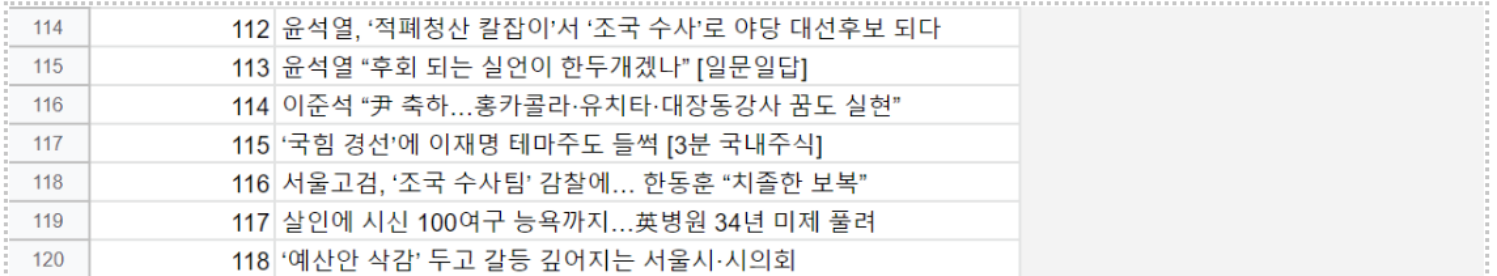 114 112 윤석열, ‘적폐청산 칼잡이’서 ‘조국 수사’로 야당 대선후보 되다
115 113 윤석열 “후회 되는 실언이 한두개겠나” [일문일답]
116 114 이준석 “尹 축하…홍카콜라·유치타·대장동강사 꿈도 실현”
117 115 ‘국힘 경선’에 이재명 테마주도 들썩 [3분 국내주식]
118 116 서울고검, ‘조국 수사팀’ 감찰에… 한동훈 “치졸한 보복”
119 117 살인에 시신 100여구 능욕까지…英병원 34년 미제 풀려
120 118 ‘예산안 삭감’ 두고 갈등 깊어지는 서울시·시의회